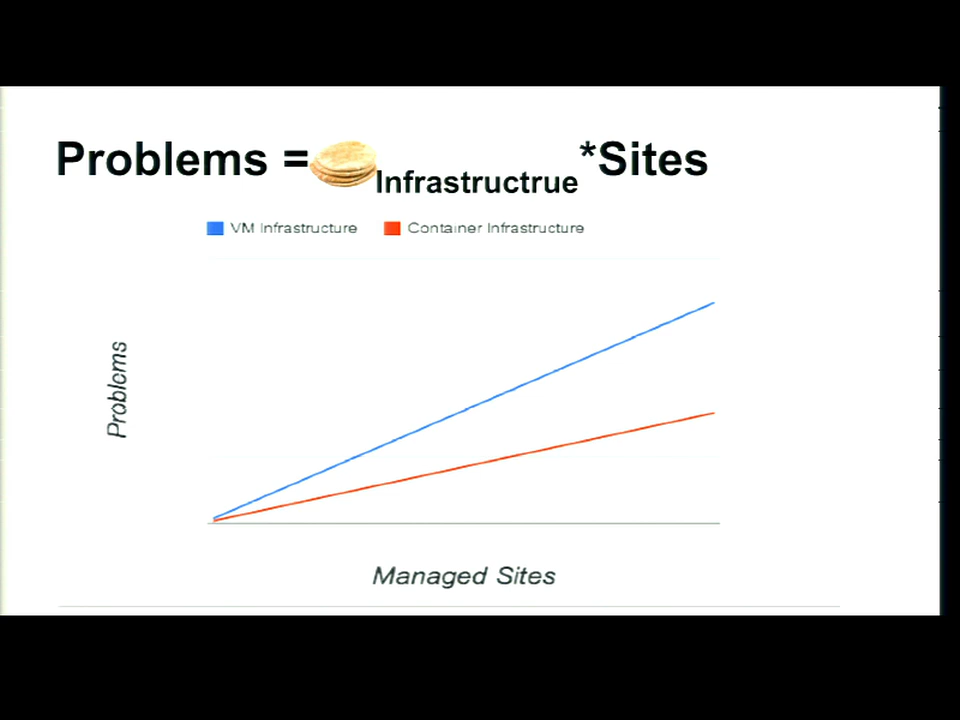 Problems = Infrastructrue *Sites
VM Infrastructure Container Infrastructure
Problems
Managed Sites